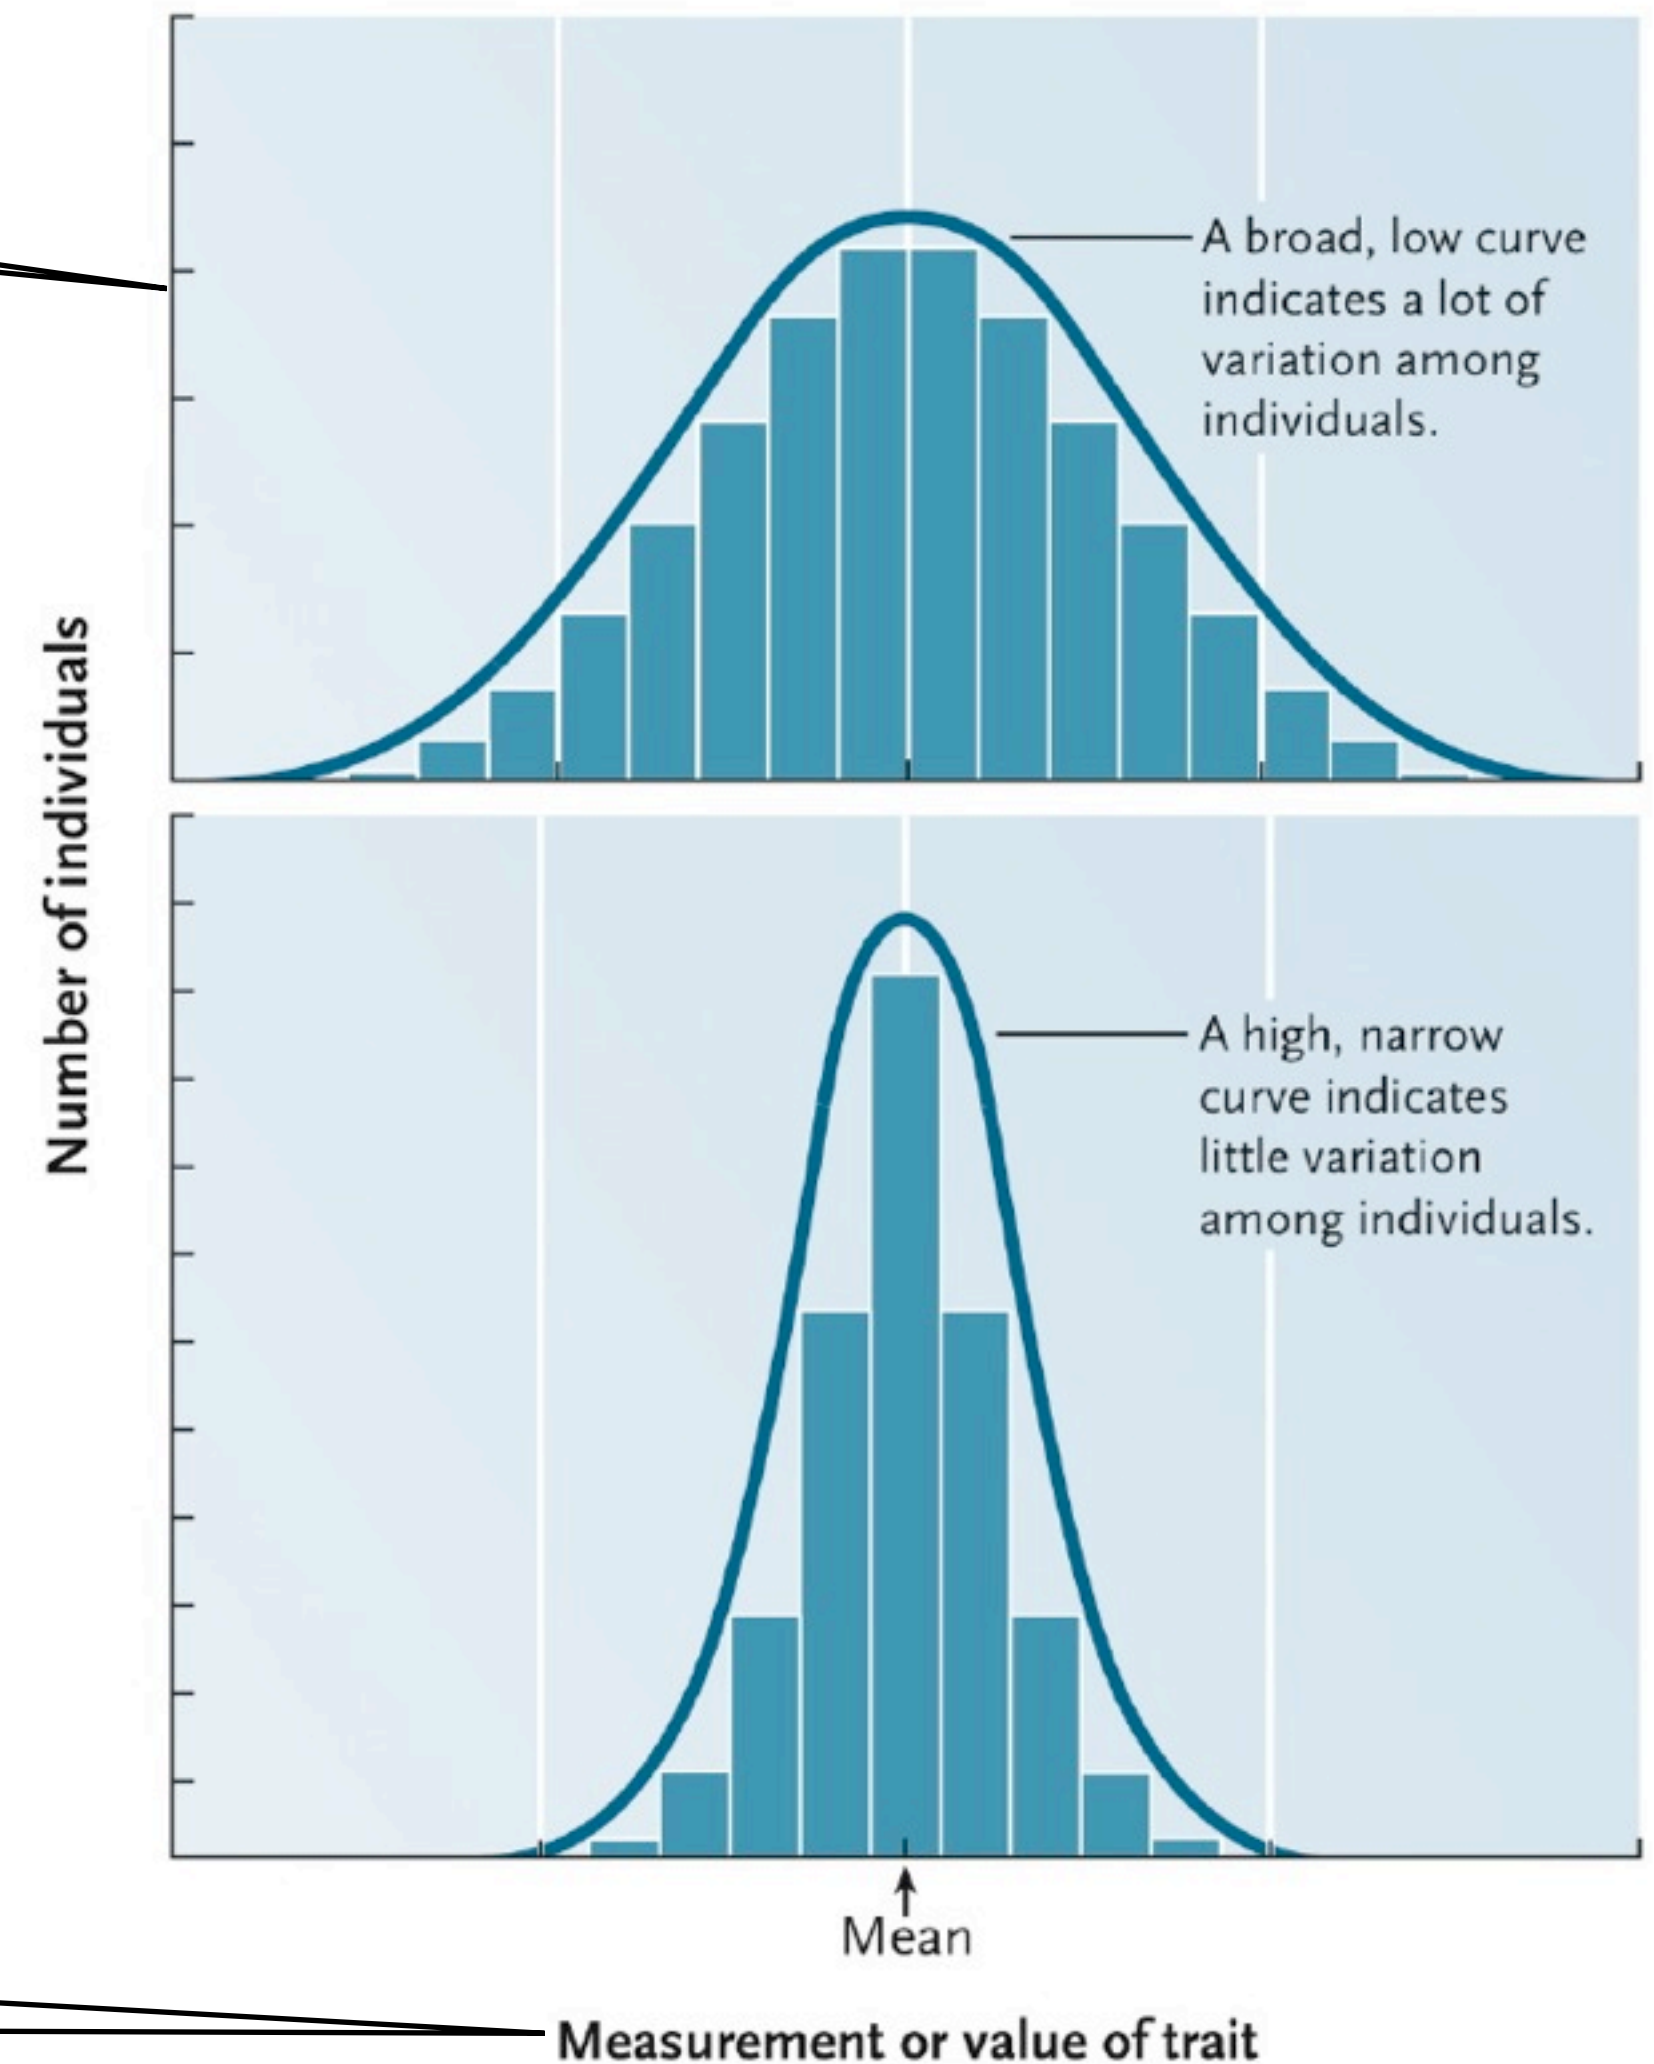 Number of individuals
A broad, low curve
indicates a lot of
variation among
individuals.
A high, narrow
curve indicates
little variation
among individuals.
Mean
Measurement or value of trait